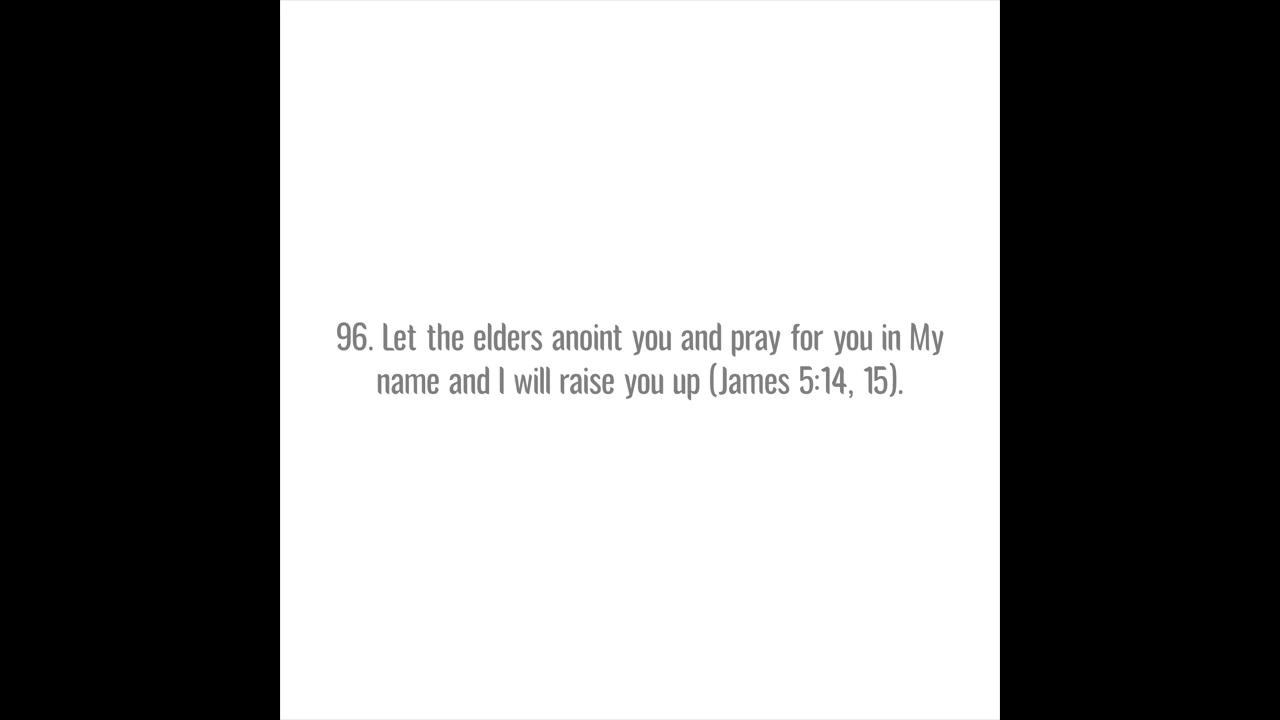 96. Let the elders anoint you and pray for you in My
name and I will raise you up (James 5:14, 15).